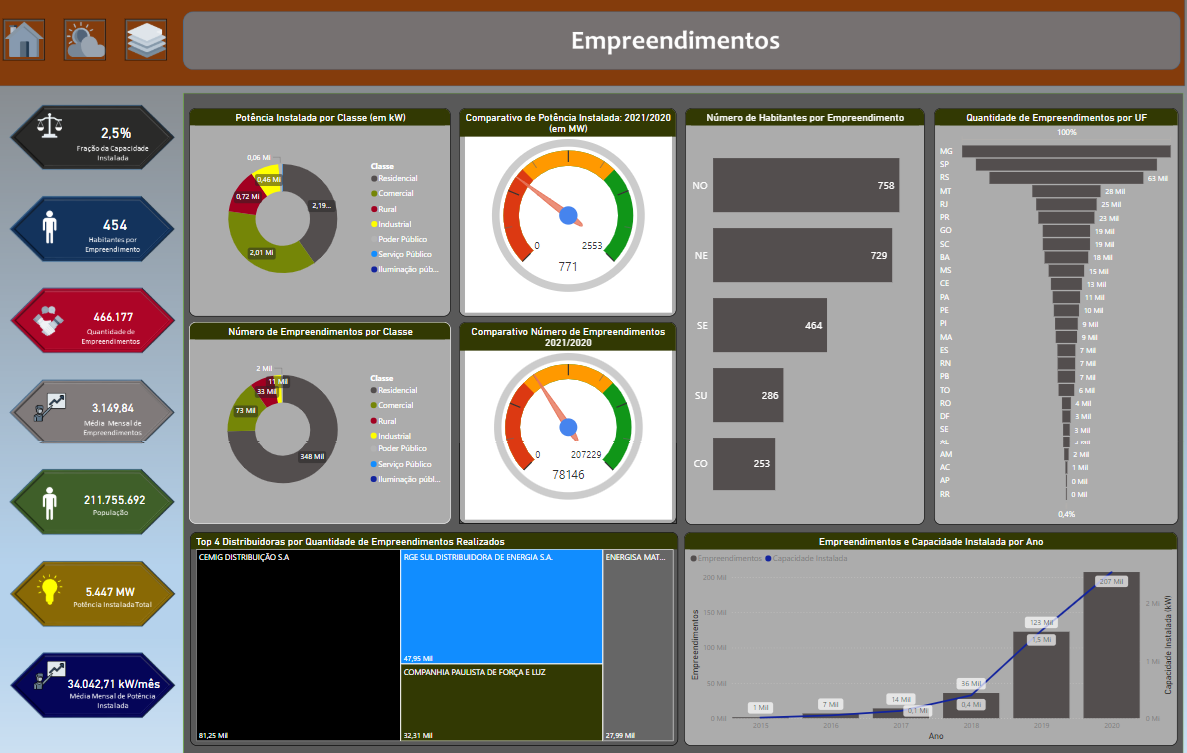 Empreendimentos
2,5%
Fração da Capacidade
Instalada
454
Habitantes por
Empreendimento
466.177
Quantidade de
Empreendimentos
3.149,84
Média Mensal de
Empreendimentos
211.755.692
População
5.447 MW
Potência Instalada Total
34.042,71 kW/mês
Média Mensal de Potência
Instalada
Potência Instalada por Classe (em kW)
0,06 Mi
0,46 Mi
0,72 Mi
2,19...
2,01 Mi
Classe
Residencial
Comercial
Rural
Industrial
Poder Público
Serviço Público
Iluminação púb...
Comparativo de Potência Instalada: 2021/2020
(em MW)
0
2553
771
Número de Habitantes por Empreendimento
NO 758
NE 729
SE 464
SU 286
CO 253
Quantidade de Empreendimentos por UF
100%
MG
SP
RS 63 Mil
MT 28 Mil
RJ 25 Mil
PR 23 Mil
GO 19 Mil
SC 19 Mil
BA 18 Mil
MS 15 Mil
CE 13 Mil
PA 11 Mil
PE 10 Mil
PI 9 Mil
MA 9 Mil
ES 7 Mil
RN 7 Mil
PB 7 Mil
TO 6 Mil
RO 4 Mil
DF 3 Mil
SE 3 Mil
AL 3 Mil
AM 2 Mil
AC 1 Mil
AP 0 Mil
RR 0 Mil
0,4%
Número de Empreendimentos por Classe
2 Mil
11 Mil
33 Mil
73 Mil
348 Mil
Classe
Residencial
Comercial
Rural
Industrial
Poder Público
Serviço Público
Iluminação públ...
Comparativo Número de Empreendimentos
2021/2020
0
207229
78146
Top 4 Distribuidoras por Quantidade de Empreendimentos Realizados
CEMIG DISTRIBUIÇÃO S.A
81,25 Mil
RGE SUL DISTRIBUIDORA DE ENERGIA S.A.
47,95 Mil
COMPANHIA PAULISTA DE FORÇA E LUZ
32,31 Mil
ENERGISA MAT...
27,99 Mil
Empreendimentos e Capacidade Instalada por Ano
Empreendimentos Capacidade Instalada
Empreendimentos
200 Mil
150 Mil
100 Mil
50 Mil
0 Mil
1 Mil
7 Mil
14 Mil
0,1 Mi
36 Mil
0,4 Mi
123 Mil
1,5 Mi
207 Mil
2 Mi
1 Mi
0 Mi
Capacidade Instalada (kW)
2015 2016 2017 2018 2019 2020
Ano